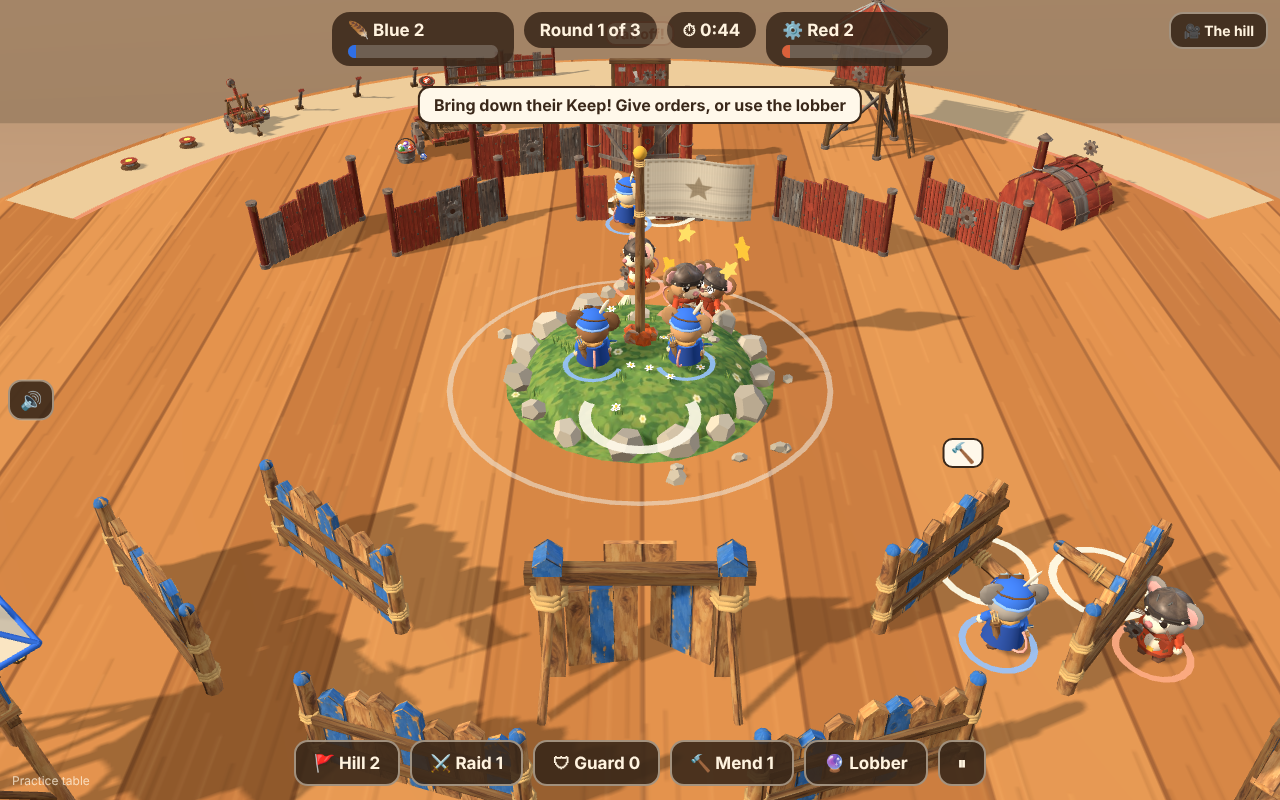 Blue 2
Round 1 of 3
0:44
Red 2
The hill
Bring down their Keep! Give orders, or use the lobber
Hill 2
Raid 1
Guard 0
Mend 1
Lobber
Practice table